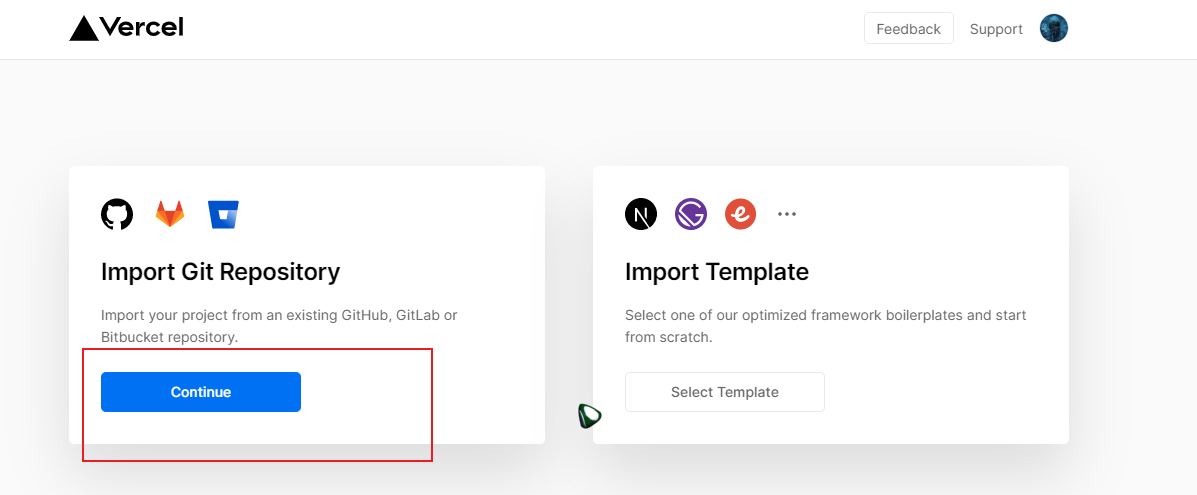 Vercel
Feedback
Support
Import Git Repository
Import your project from an existing GitHub, GitLab or
Bitbucket repository.
Continue
Import Template
Select one of our optimized framework boilerplates and start
from scratch.
Select Template